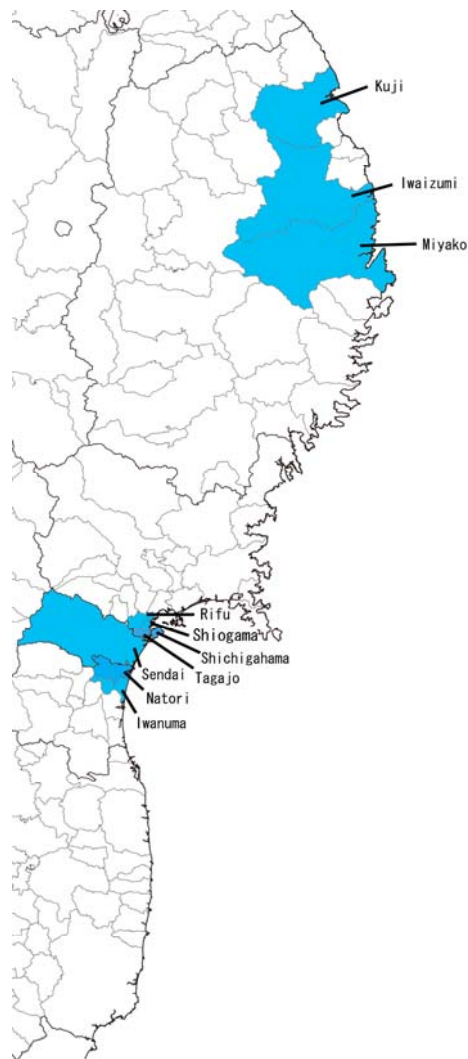 Kuji
Iwaizumi
Miyako
Rifu
Shiogama
Shichigahama
Sendai
Tagajo
Natori
Iwanuma